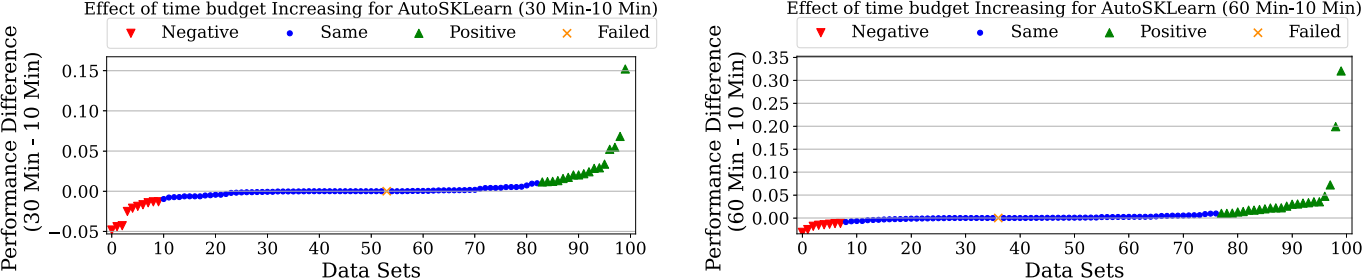 Effect of time budget Increasing for AutoSKLearn (30 Min-10 Min)
Negative Same Positive Failed
Performance Difference
(30 Min - 10 Min)
0.15
0.10
0.05
0.00
−0.05
0 10 20 30 40 50 60 70 80 90 100
Data Sets
Effect of time budget Increasing for AutoSKLearn (60 Min-10 Min)
Negative Same Positive Failed
Performance Difference
(60 Min - 10 Min)
0.35
0.30
0.25
0.20
0.15
0.10
0.05
0.00
0 10 20 30 40 50 60 70 80 90 100
Data Sets